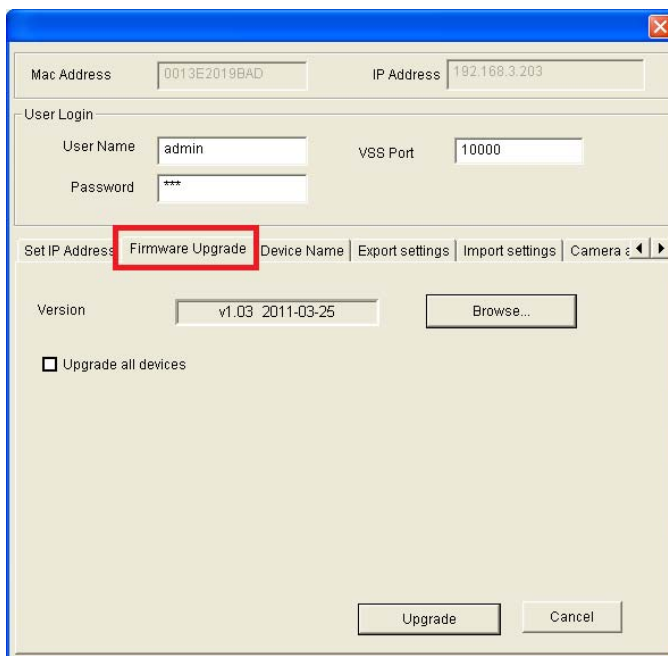 Mac Address 0013E2019BAD IP Address 192.168.3.203
User Login
User Name admin VSS Port 10000
Password ***
Set IP Address Firmware Upgrade Device Name Export settings Import settings Camera a
Version v1.03 2011-03-25 Browse...
Upgrade all devices
Upgrade Cancel